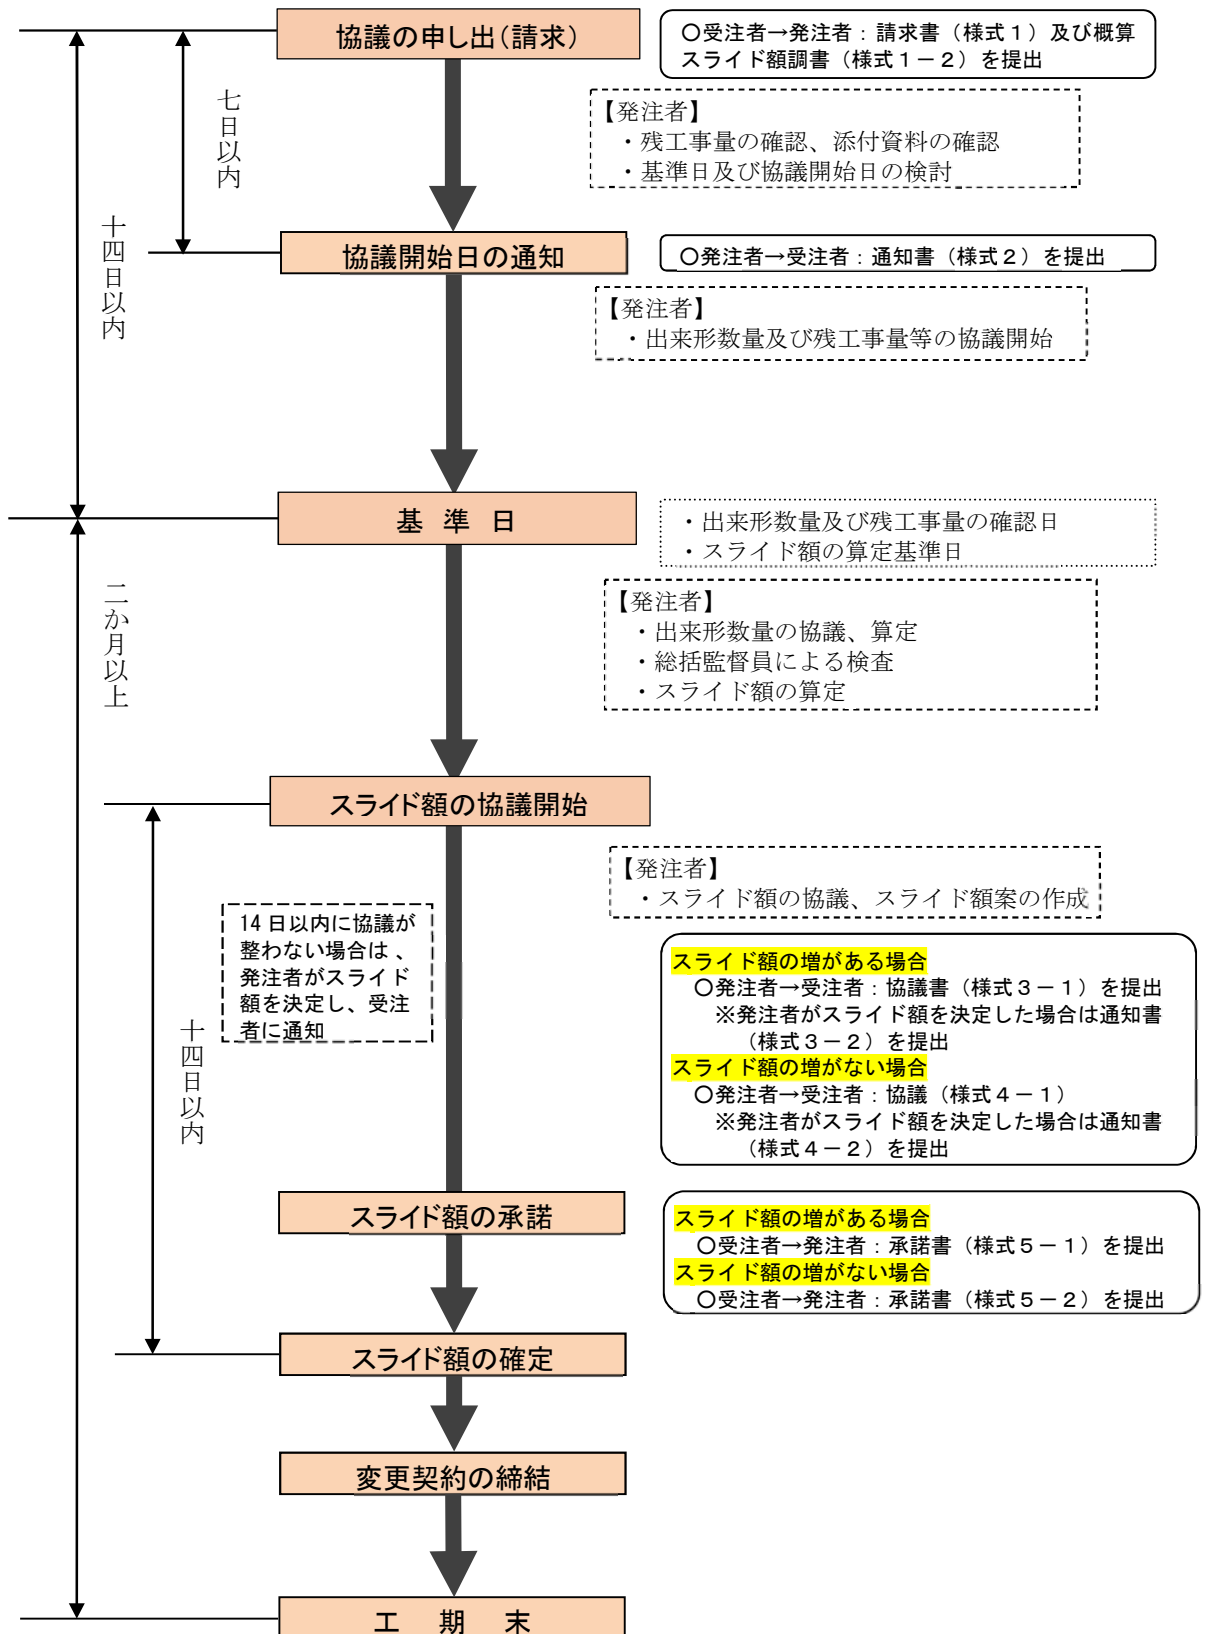 協議の申し出（請求）
○受注者→発注者：請求書（様式１）及び概算
スライド額調書（様式１－２）を提出
七日以内
【発注者】
・残工事量の確認、添付資料の確認
・基準日及び協議開始日の検討
十四日以内
協議開始日の通知
○発注者→受注者：通知書（様式２）を提出
【発注者】
・出来形数量及び残工事量等の協議開始
基 準 日
・出来形数量及び残工事量の確認日
・スライド額の算定基準日
二か月以上
【発注者】
・出来形数量の協議、算定
・総括監督員による検査
・スライド額の算定
スライド額の協議開始
【発注者】
・スライド額の協議、スライド額案の作成
14 日以内に協議が
整わない場合は 、
発注者がスライド
額を決定し、受注
者に通知
十四日以内
スライド額の増がある場合
○発注者→受注者：協議書（様式３－１）を提出
※発注者がスライド額を決定した場合は通知書
（様式３－２）を提出
スライド額の増がない場合
○発注者→受注者：協議（様式４－１）
※発注者がスライド額を決定した場合は通知書
（様式４－２）を提出
スライド額の承諾
スライド額の増がある場合
○受注者→発注者：承諾書（様式５－１）を提出
スライド額の増がない場合
○受注者→発注者：承諾書（様式５－２）を提出
スライド額の確定
変更契約の締結
工 期 末